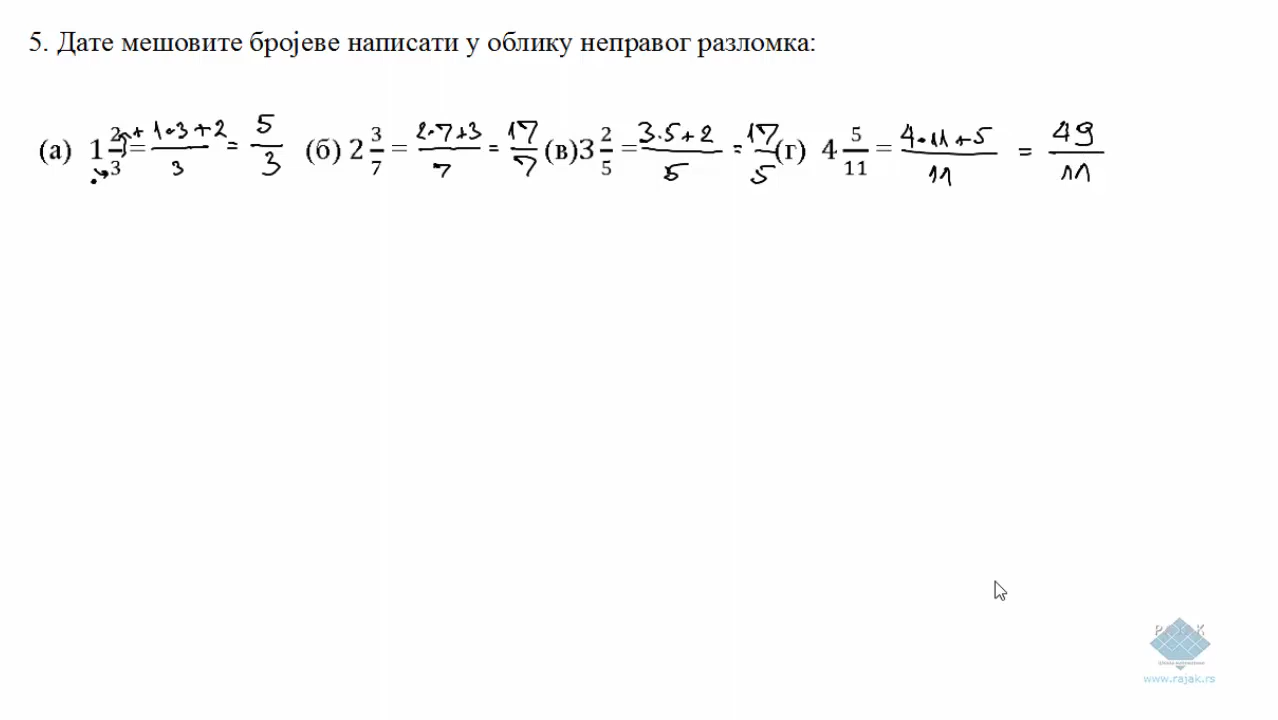 5. Дате мешовите бројеве написати у облику неправог разломка:
(а) 1 2/3 = (1·3+2)/3 = 5/3 (б) 2 3/7 = (2·7+3)/7 = 17/7 (в) 3 2/5 = (3·5+2)/5 = 17/5 (г) 4 5/11 = (4·11+5)/11 = 49/11
www.rajak.rs